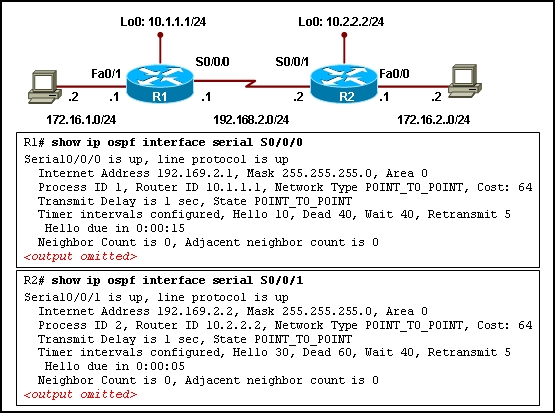 Lo0: 10.1.1.1/24 Lo0: 10.2.2.2/24
Fa0/1 S0/0/0 S0/0/1 Fa0/0
.2 .1 R1 .1 .2 R2 .1 .2
172.16.1.0/24 192.168.2.0/24 172.16.2.0/24
R1# show ip ospf interface serial S0/0/0
Serial0/0/0 is up, line protocol is up
Internet Address 192.169.2.1, Mask 255.255.255.0, Area 0
Process ID 1, Router ID 10.1.1.1, Network Type POINT_TO_POINT, Cost: 64
Transmit Delay is 1 sec, State POINT_TO_POINT
Timer intervals configured, Hello 10, Dead 40, Wait 40, Retransmit 5
Hello due in 0:00:15
Neighbor Count is 0, Adjacent neighbor count is 0
<output omitted>
R2# show ip ospf interface serial S0/0/1
Serial0/0/1 is up, line protocol is up
Internet Address 192.169.2.2, Mask 255.255.255.0, Area 0
Process ID 2, Router ID 10.2.2.2, Network Type POINT_TO_POINT, Cost: 64
Transmit Delay is 1 sec, State POINT_TO_POINT
Timer intervals configured, Hello 30, Dead 60, Wait 40, Retransmit 5
Hello due in 0:00:05
Neighbor Count is 0, Adjacent neighbor count is 0
<output omitted>